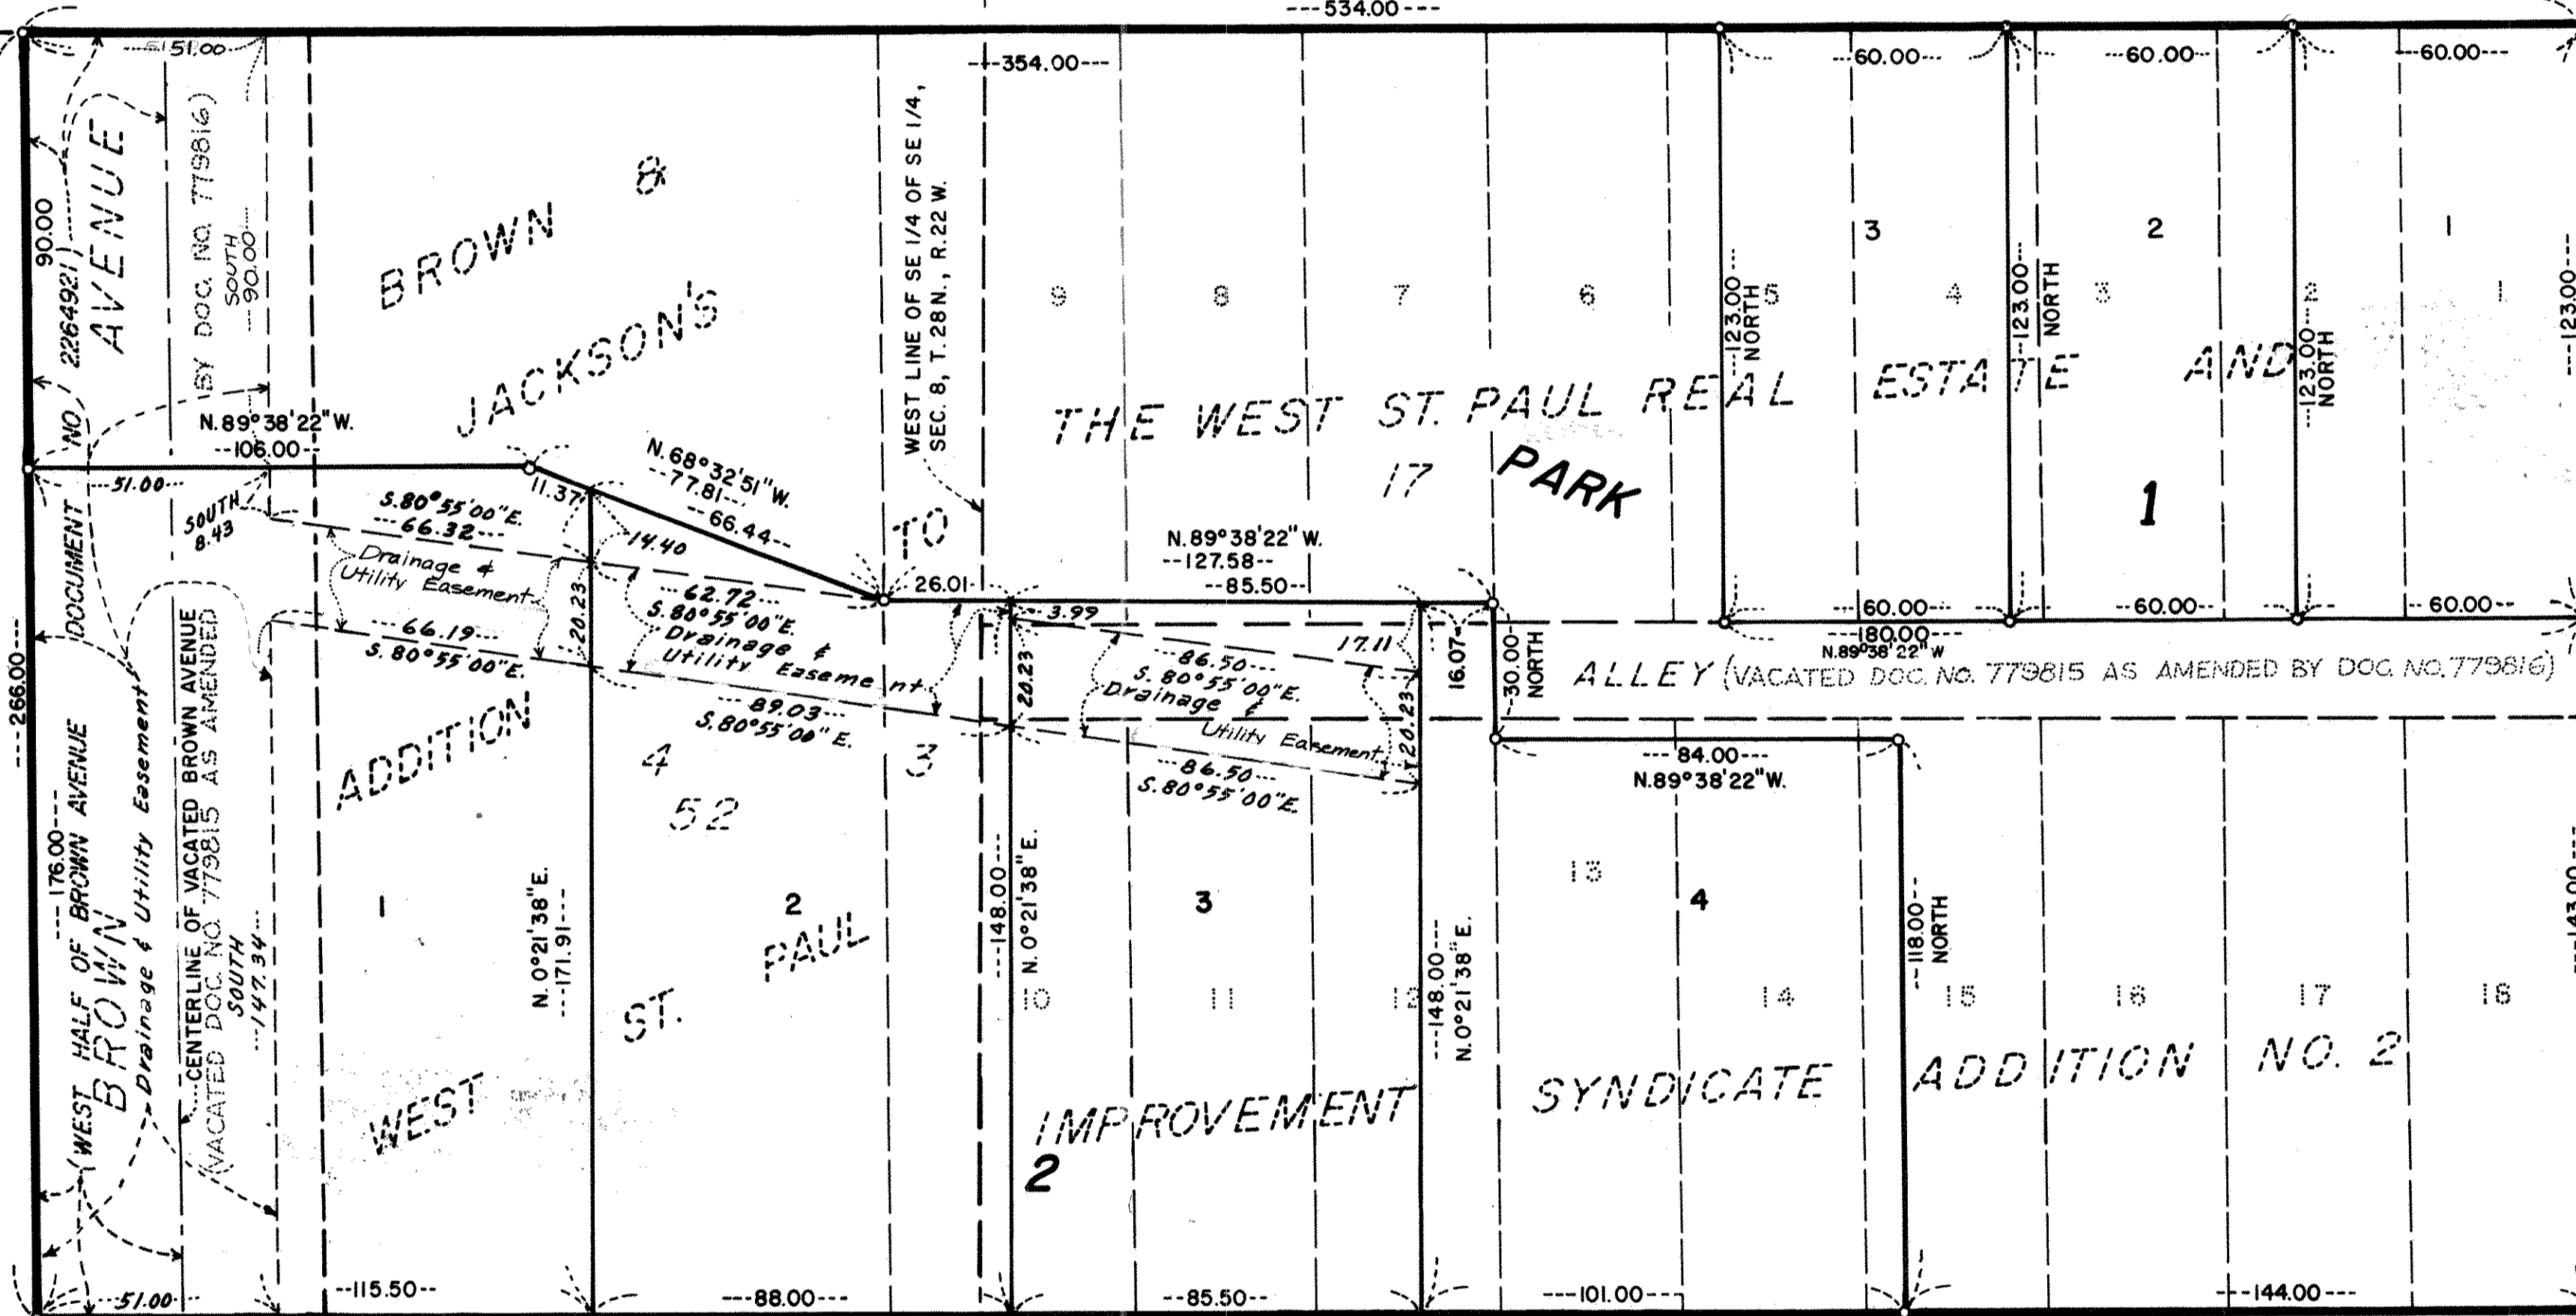 ---534.00---
---51.00---
---354.00---
---60.00---
---60.00---
---60.00---
90.00
2264921)
AVENUE
BY DOC. NO. 779816)
SOUTH
---90.00---
BROWN &
JACKSON'S
WEST LINE OF SE 1/4 OF SE 1/4,
SEC. 8, T. 28 N., R. 22 W.
3
2
1
9
8
7
6
5
4
3
2
1
---123.00---
NORTH
---123.00---
NORTH
---123.00---
NORTH
---123.00---
THE WEST ST. PAUL REAL ESTATE AND
17
PARK
1
N.89°38'22"W.
--106.00---
---51.00---
SOUTH
8.43
11.37
N.68°32'51"W.
--77.81---
--66.44--
TO
S.80°55'00"E.
---66.32---
14.40
Drainage &
Utility Easement
26.01
N.89°38'22"W.
--127.58---
--85.50---
3.99
---62.72---
S.80°55'00"E.
Drainage &
Utility Easement
--20.23--
---66.19---
S.80°55'00"E.
---89.03---
S.80°55'00"E.
20.23
---86.50---
S.80°55'00"E.
Drainage &
Utility Easement
---86.50---
S.80°55'00"E.
17.11
20.23
16.07
--30.00--
NORTH
---60.00---
---60.00---
---60.00--
---180.00---
N.89°38'22"W
ALLEY (VACATED DOC. NO. 779815 AS AMENDED BY DOC. NO. 779816)
---84.00---
N.89°38'22"W.
DOCUMENT NO.
---266.00---
---176.00---
(WEST HALF OF BROWN AVENUE
BROWN
Drainage & Utility Easement
CENTERLINE OF VACATED BROWN AVENUE
(VACATED DOC. NO. 779815 AS AMENDED
SOUTH
---147.34---
ADDITION
4
3
52
1
2
3
4
N.0°21'38"E.
---171.91---
---148.00---
N.0°21'38"E.
---148.00---
N.0°21'38"E.
---118.00---
NORTH
---143.00---
10
11
12
13
14
15
16
17
18
WEST ST. PAUL
IMPROVEMENT SYNDICATE ADDITION NO. 2
2
---51.00---
--115.50--
---88.00---
--85.50---
---101.00---
---144.00---